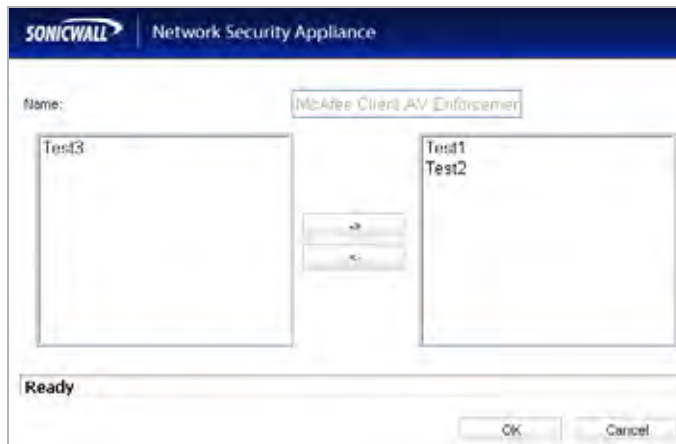 SONICWALL Network Security Appliance
Name: McAfee Client AV Enforcemen
Test3
Test1
Test2
->
<-
Ready
OK Cancel